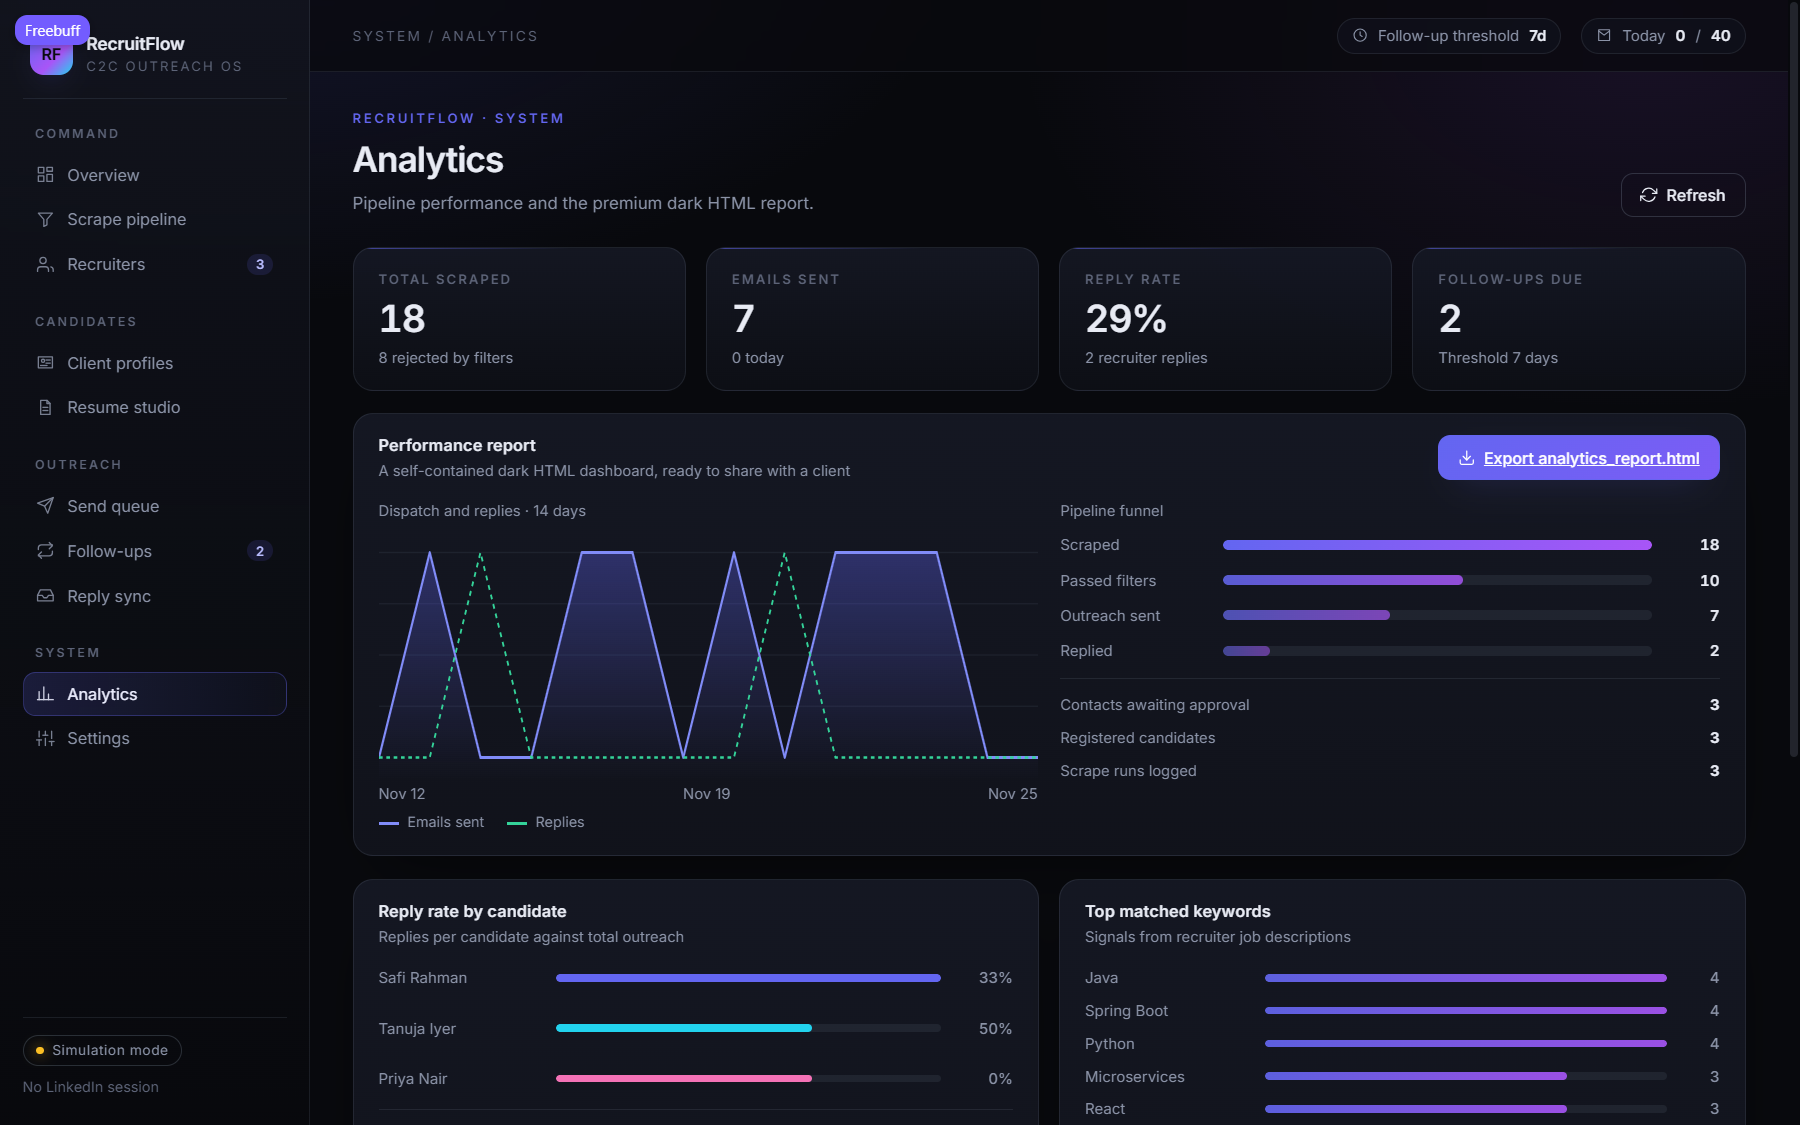 Freebuff
RF
RecruitFlow
C2C OUTREACH OS
COMMAND
Overview
Scrape pipeline
Recruiters 3
CANDIDATES
Client profiles
Resume studio
OUTREACH
Send queue
Follow-ups 2
Reply sync
SYSTEM
Analytics
Settings
Simulation mode
No LinkedIn session
SYSTEM / ANALYTICS
Follow-up threshold 7d
Today 0 / 40
RECRUITFLOW · SYSTEM
Analytics
Pipeline performance and the premium dark HTML report.
Refresh
TOTAL SCRAPED
18
8 rejected by filters
EMAILS SENT
7
0 today
REPLY RATE
29%
2 recruiter replies
FOLLOW-UPS DUE
2
Threshold 7 days
Performance report
A self-contained dark HTML dashboard, ready to share with a client
Export analytics_report.html
Dispatch and replies · 14 days
Nov 12 Nov 19 Nov 25
Emails sent Replies
Pipeline funnel
Scraped 18
Passed filters 10
Outreach sent 7
Replied 2
Contacts awaiting approval 3
Registered candidates 3
Scrape runs logged 3
Reply rate by candidate
Replies per candidate against total outreach
Safi Rahman 33%
Tanuja Iyer 50%
Priya Nair 0%
Top matched keywords
Signals from recruiter job descriptions
Java 4
Spring Boot 4
Python 4
Microservices 3
React 3